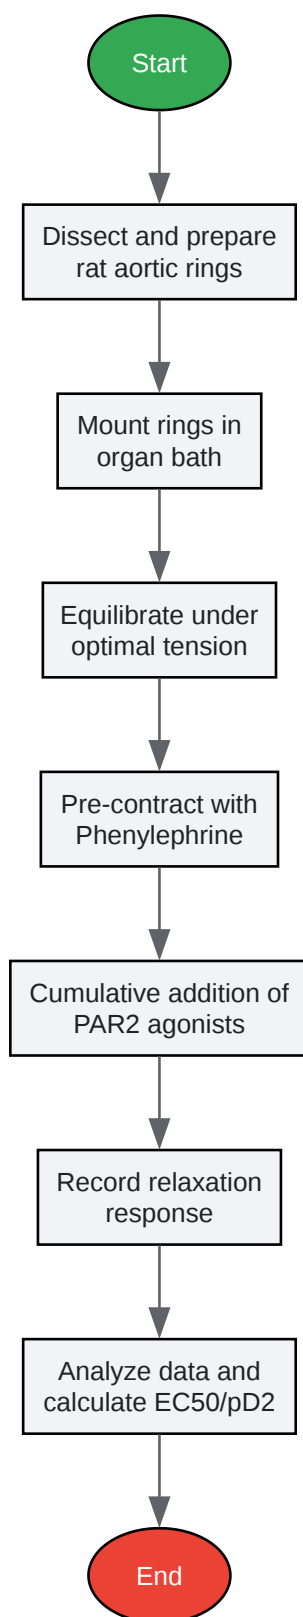 Start
Dissect and prepare
rat aortic rings
Mount rings in
organ bath
Equilibrate under
optimal tension
Pre-contract with
Phenylephrine
Cumulative addition of
PAR2 agonists
Record relaxation
response
Analyze data and
calculate EC50/pD2
End